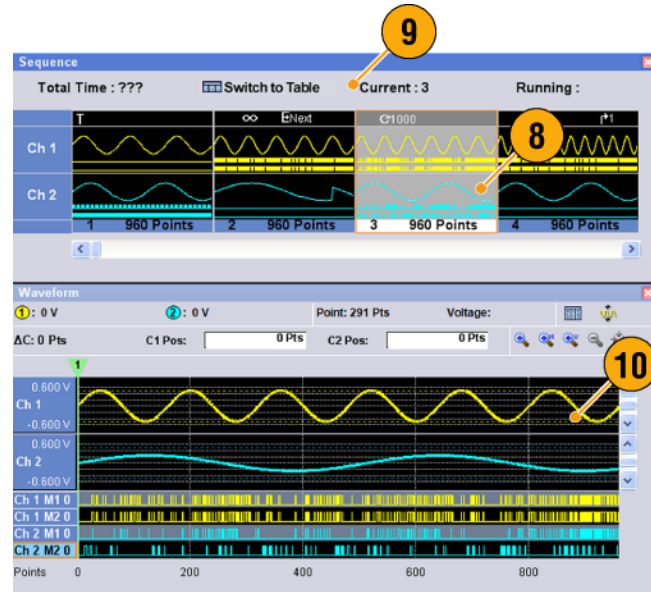 9
Sequence
Total Time : ??? Switch to Table Current : 3 Running :
T ∞ Next 1000 1
Ch 1
8
Ch 2
1 960 Points 2 960 Points 3 960 Points 4 960 Points
Waveform
1 : 0 V 2 : 0 V Point: 291 Pts Voltage:
ΔC: 0 Pts C1 Pos: 0 Pts C2 Pos: 0 Pts
1
10
0.600 V
Ch 1
-0.600 V
0.600 V
Ch 2
-0.600 V
Ch 1 M1 0
Ch 1 M2 0
Ch 2 M1 0
Ch 2 M2 0
Points 0 200 400 600 800